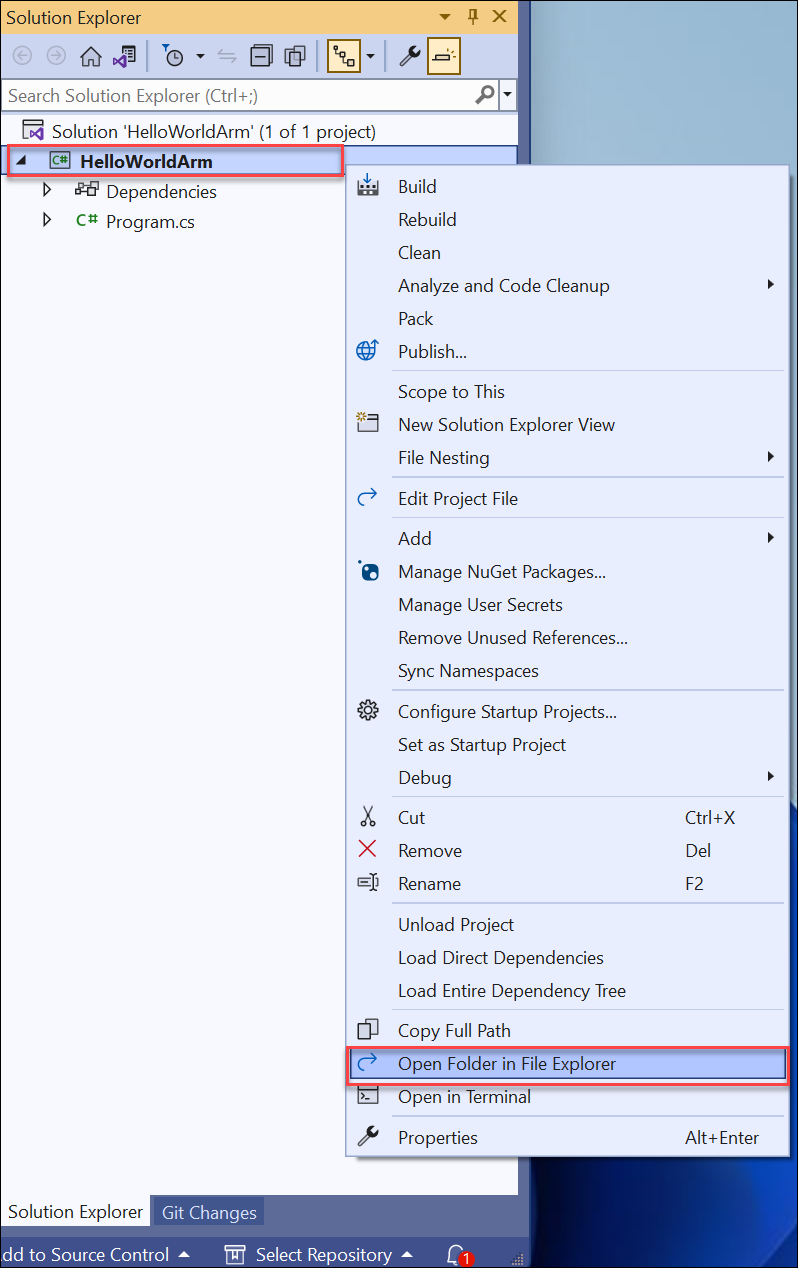 Solution Explorer
Search Solution Explorer (Ctrl+;)
Solution 'HelloWorldArm' (1 of 1 project)
C# HelloWorldArm
Dependencies
C# Program.cs
Build
Rebuild
Clean
Analyze and Code Cleanup
Pack
Publish...
Scope to This
New Solution Explorer View
File Nesting
Edit Project File
Add
Manage NuGet Packages...
Manage User Secrets
Remove Unused References...
Sync Namespaces
Configure Startup Projects...
Set as Startup Project
Debug
Cut Ctrl+X
Remove Del
Rename F2
Unload Project
Load Direct Dependencies
Load Entire Dependency Tree
Copy Full Path
Open Folder in File Explorer
Open in Terminal
Properties Alt+Enter
Solution Explorer Git Changes
dd to Source Control Select Repository 1